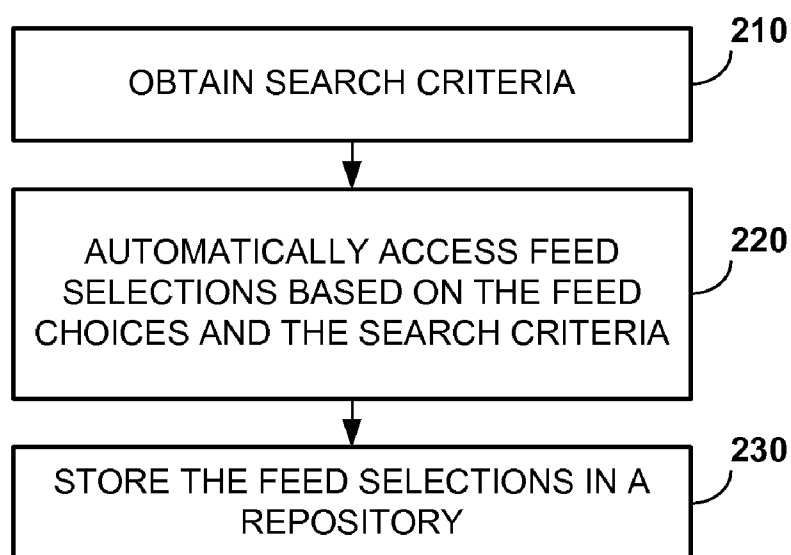 210
OBTAIN SEARCH CRITERIA
220
AUTOMATICALLY ACCESS FEED
SELECTIONS BASED ON THE FEED
CHOICES AND THE SEARCH CRITERIA
230
STORE THE FEED SELECTIONS IN A
REPOSITORY